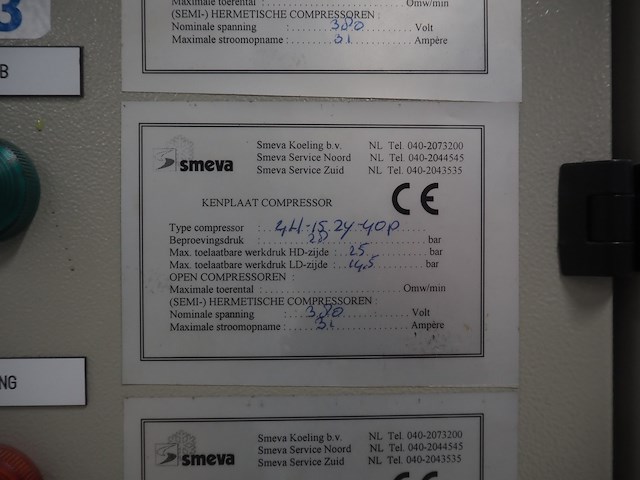 3
Maximale toerental Omw/min
(SEMI-) HERMETISCHE COMPRESSOREN :
Nominale spanning : 380 Volt
Maximale stroomopname : 31 Ampère
B
smeva
Smeva Koeling b.v. NL Tel. 040-2073200
Smeva Service Noord NL Tel. 040-2044545
Smeva Service Zuid NL Tel. 040-2043535
KENPLAAT COMPRESSOR CE
Type compressor : 4H-15.2Y-40P
Beproevingsdruk : 28 bar
Max. toelaatbare werkdruk HD-zijde : 25 bar
Max. toelaatbare werkdruk LD-zijde : 14,5 bar
OPEN COMPRESSOREN :
Maximale toerental : Omw/min
(SEMI-) HERMETISCHE COMPRESSOREN :
Nominale spanning : 380 Volt
Maximale stroomopname : 31 Ampère
NG
smeva
Smeva Koeling b.v. NL Tel. 040-2073200
Smeva Service Noord NL Tel. 040-2044545
Smeva Service Zuid NL Tel. 040-2043535